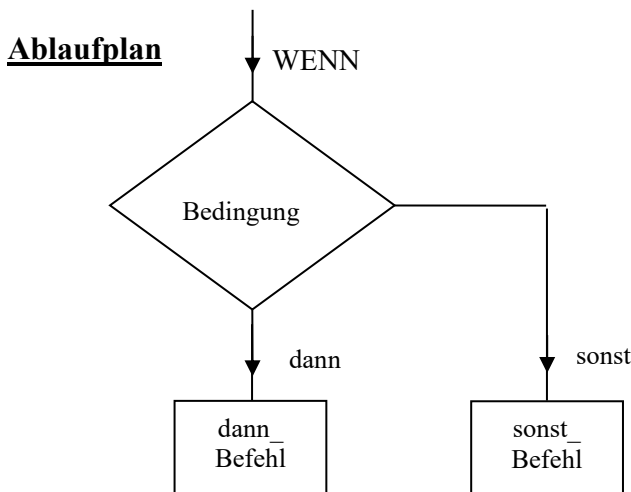 Ablaufplan
WENN
Bedingung
dann
sonst
dann_
Befehl
sonst_
Befehl